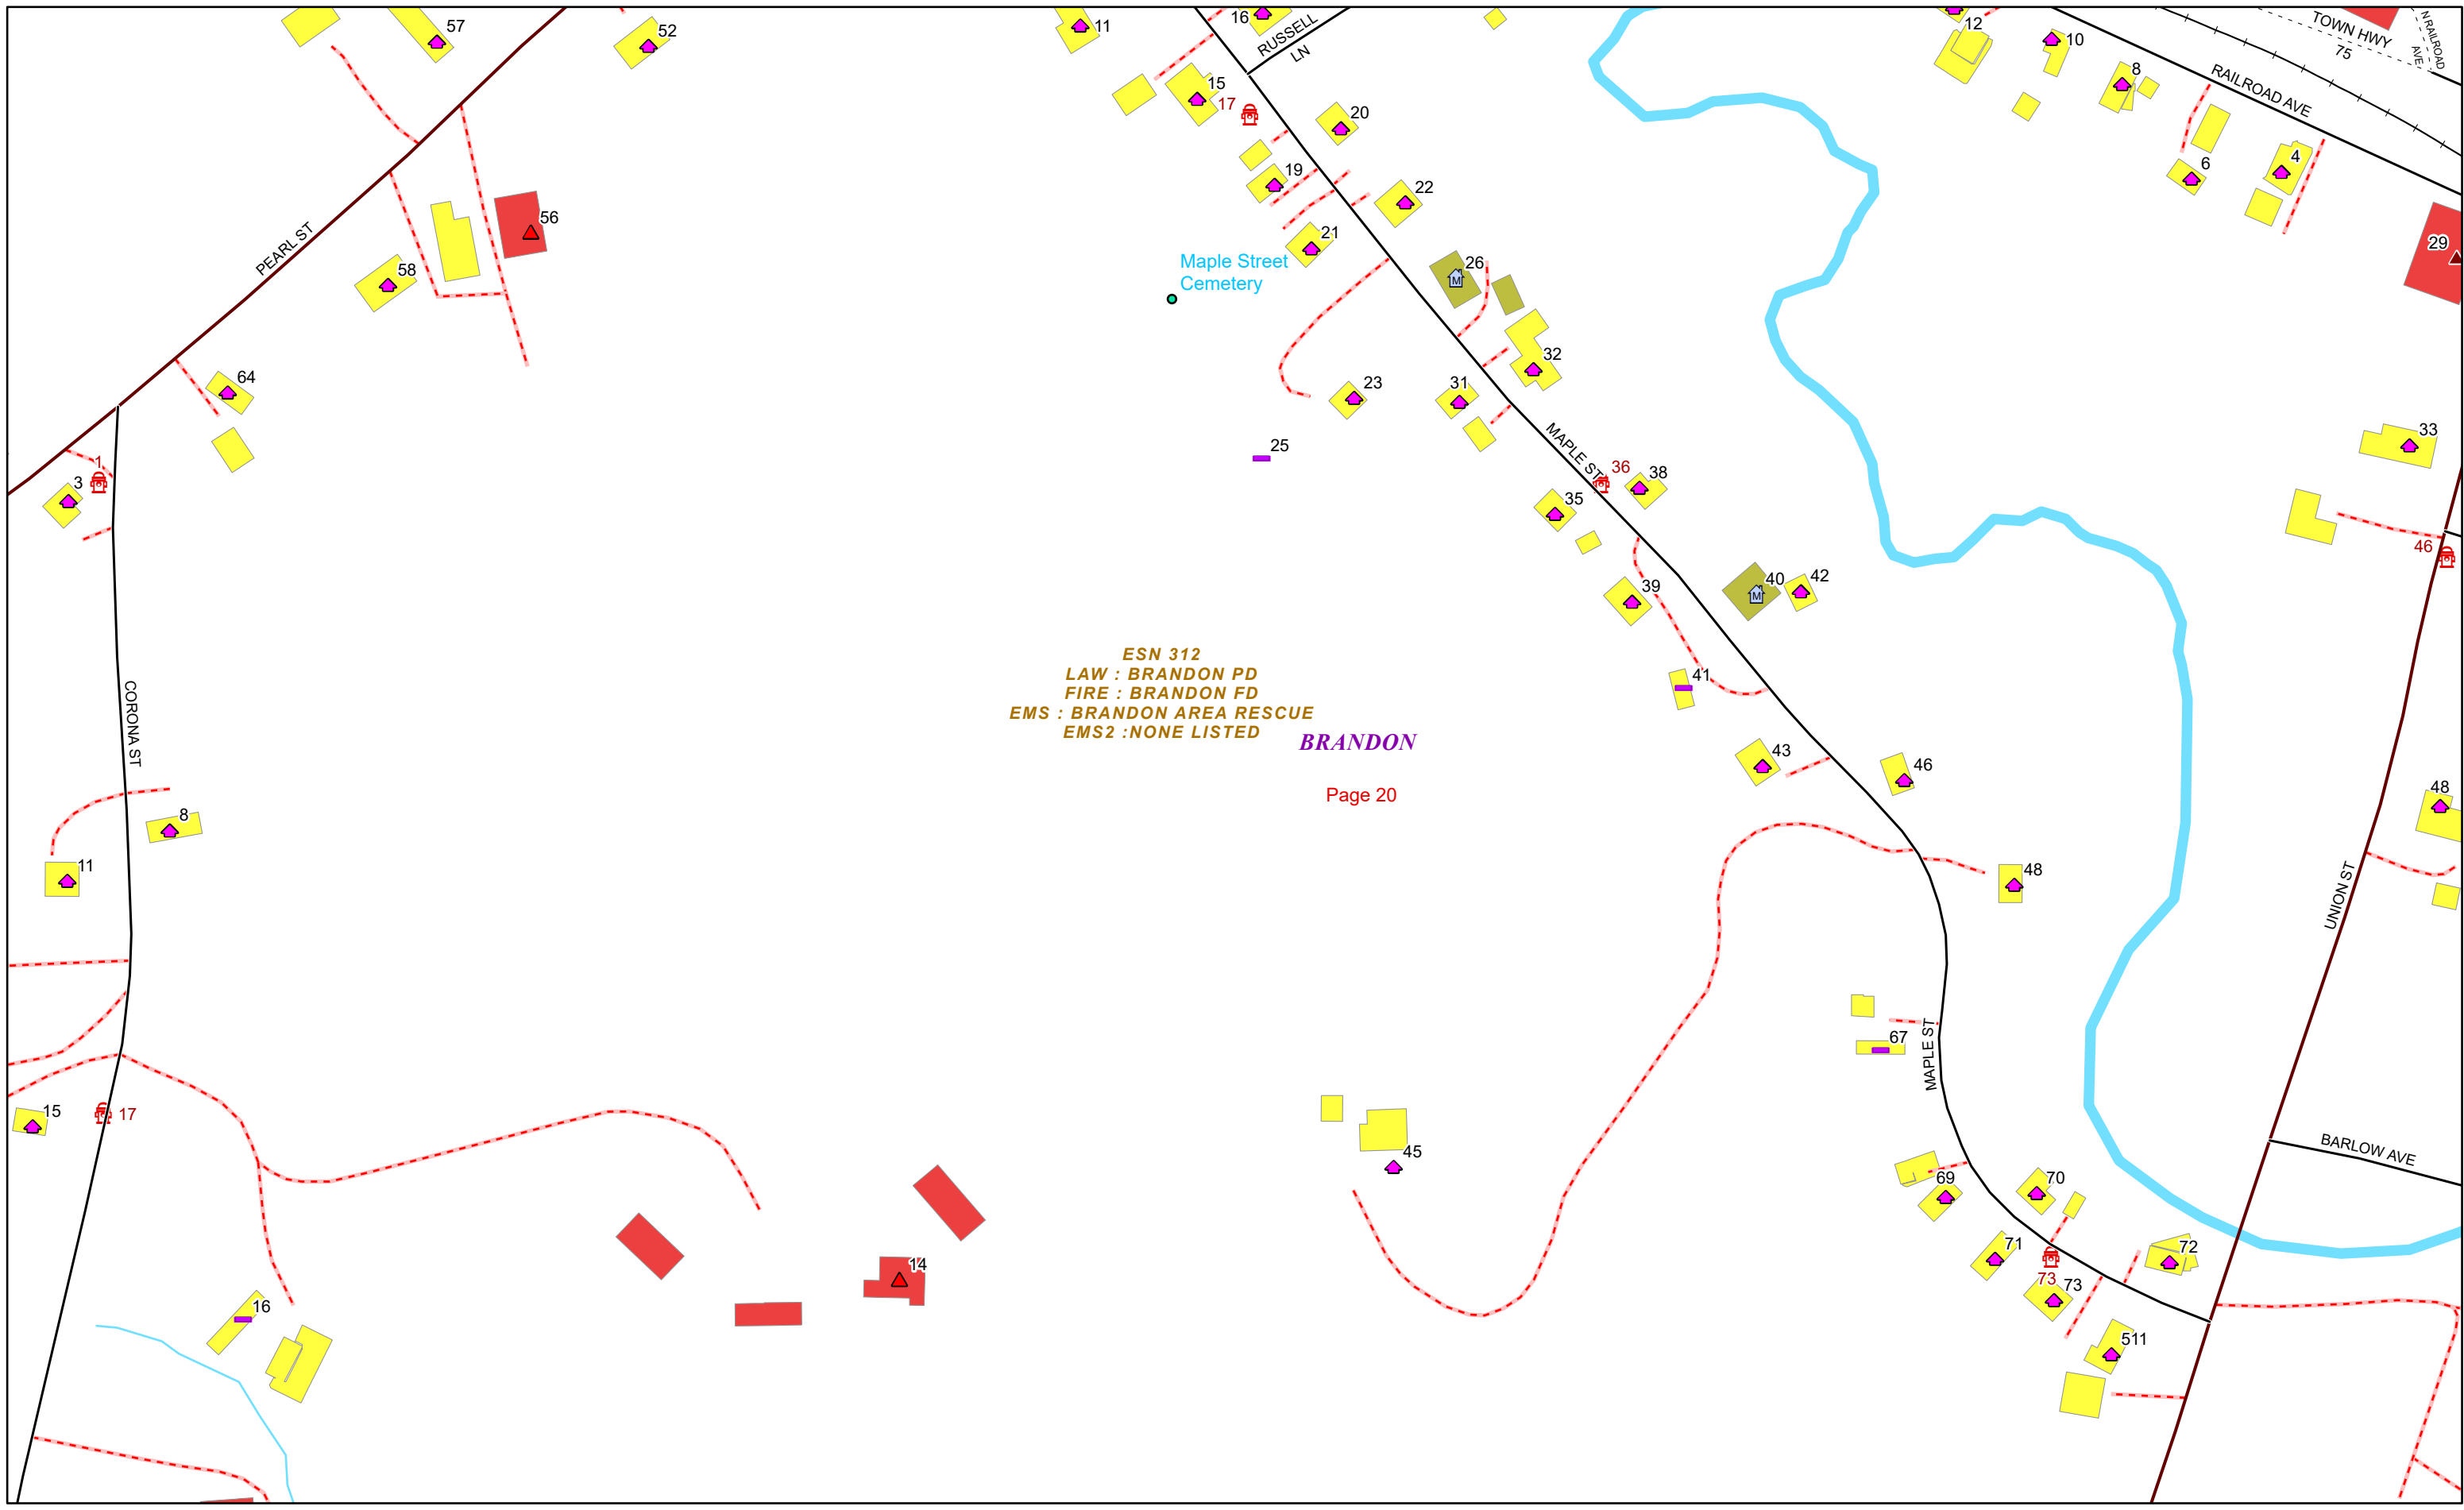 57
52
11
16
RUSSELL
LN
12
10
8
TOWN HWY
75
N RAILROAD
AVE
RAILROAD AVE
15
17
20
19
22
21
6
4
29
56
58
PEARL ST
Maple Street
Cemetery
26
32
31
23
25
64
1
3
MAPLE ST
36
38
35
33
46
39
40
42
41
ESN 312
LAW : BRANDON PD
FIRE : BRANDON FD
EMS : BRANDON AREA RESCUE
EMS2 :NONE LISTED
BRANDON
Page 20
CORONA ST
43
46
48
8
11
48
UNION ST
67
MAPLE ST
15
17
45
69
70
BARLOW AVE
71
72
73
73
14
16
511